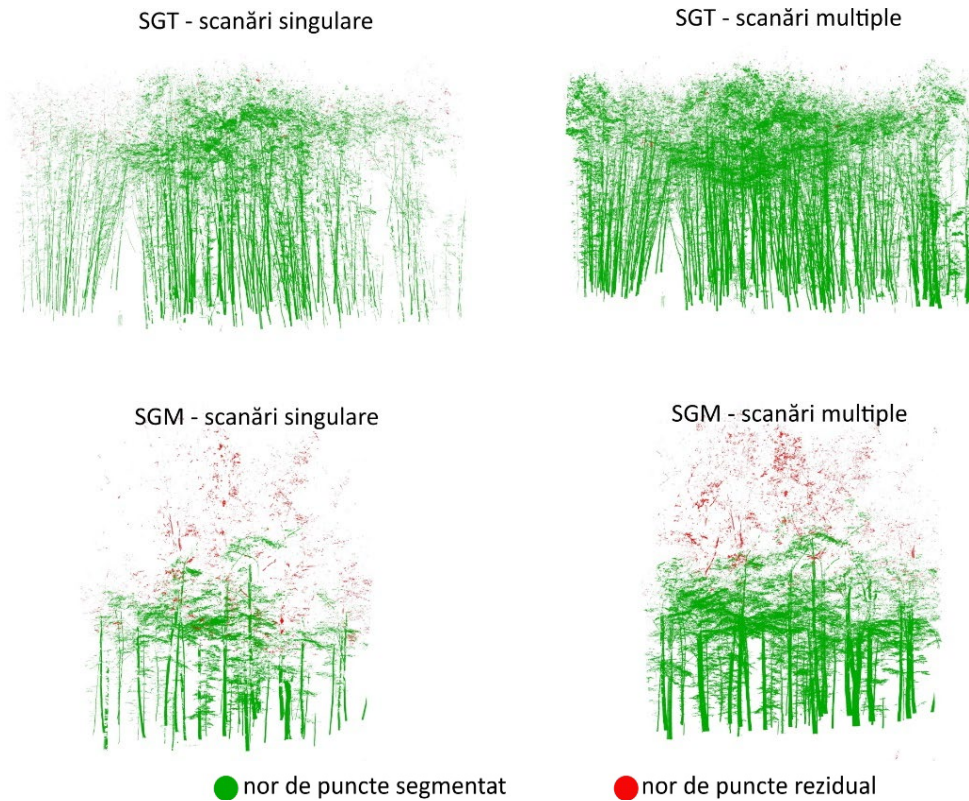 SGT - scanări singulare
SGT - scanări multiple
SGM - scanări singulare
SGM - scanări multiple
nor de puncte segmentat
nor de puncte rezidual